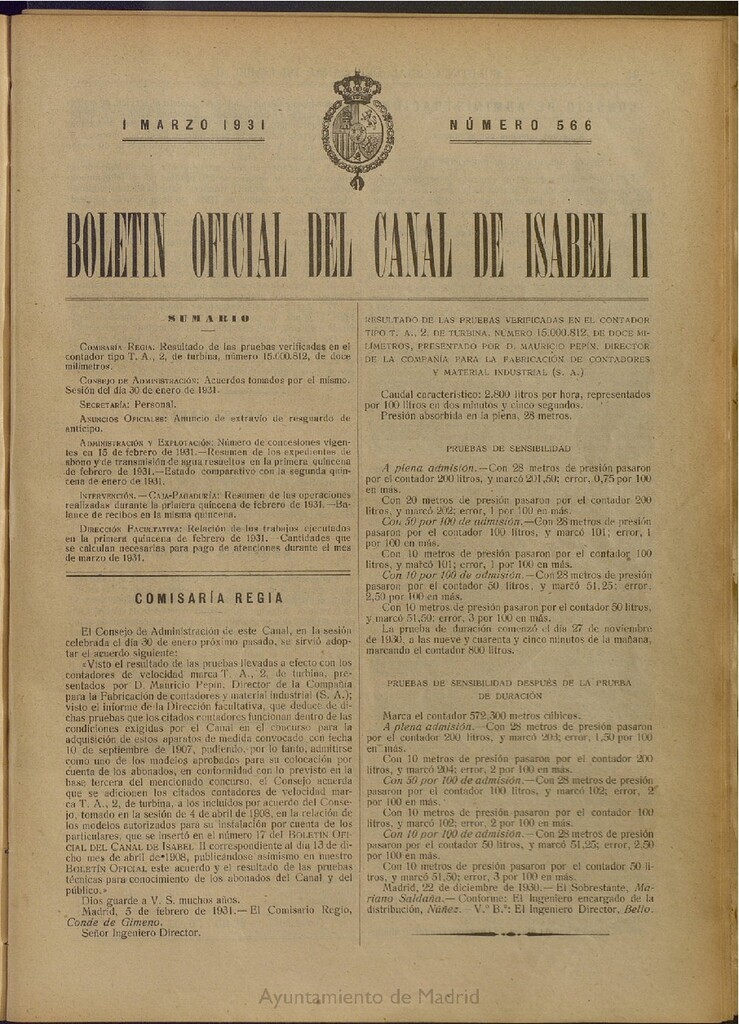 1 MARZO 1931
NÚMERO 566
BOLETIN OFICIAL DEL CANAL DE ISABEL II
SUMARIO
COMISARÍA REGIA: Resultado de las pruebas verificadas en el
contador tipo T. A., 2, de turbina, número 15.000.812, de doce
milímetros.
CONSEJO DE ADMINISTRACIÓN: Acuerdos tomados por el mismo.
Sesión del día 30 de enero de 1931.
SECRETARÍA: Personal.
ANUNCIOS OFICIALES: Anuncio de extravío de resguardo de
anticipo.
ADMINISTRACIÓN Y EXPLOTACIÓN: Número de concesiones vigen-
tes en 15 de febrero de 1931.—Resumen de los expedientes de
abono y de transmisión de agua resueltos en la primera quincena
de febrero de 1931.—Estado comparativo con la segunda quin-
cena de enero de 1931.
INTERVENCIÓN.—CAJA-PAGADURÍA: Resumen de las operaciones
realizadas durante la primera quincena de febrero de 1931.—Ba-
lance de recibos en la misma quincena.
DIRECCIÓN FACULTATIVA: Relación de los trabajos ejecutados
en la primera quincena de febrero de 1931.—Cantidades que
se calculan necesarias para pago de atenciones durante el mes
de marzo de 1931.
COMISARÍA REGIA
El Consejo de Administración de este Canal, en la sesión
celebrada el día 30 de enero próximo pasado, se sirvió adop-
tar el acuerdo siguiente:
«Visto el resultado de las pruebas llevadas a efecto con los
contadores de velocidad marca T. A., 2, de turbina, pre-
sentados por D. Mauricio Pepin, Director de la Compañía
para la Fabricación de contadores y material industrial (S. A.);
visto el informe de la Dirección facultativa, que deduce de di-
chas pruebas que los citados contadores funcionan dentro de las
condiciones exigidas por el Canal en el concurso para la
adquisición de estos aparatos de medida convocado con fecha
10 de septiembre de 1907, pudiendo, por lo tanto, admitirse
como uno de los modelos aprobados para su colocación por
cuenta de los abonados, en conformidad con lo previsto en la
base tercera del mencionado concurso, el Consejo acuerda
que se adicionen los citados contadores de velocidad mar-
ca T. A., 2, de turbina, a los incluídos por acuerdo del Conse-
jo, tomado en la sesión de 4 de abril de 1908, en la relación de
los modelos autorizados para su instalación por cuenta de los
particulares, que se insertó en el número 17 del BOLETÍN OFI-
CIAL DEL CANAL DE ISABEL II correspondiente al día 13 de di-
cho mes de abril de 1908, publicándose asimismo en nuestro
BOLETÍN OFICIAL este acuerdo y el resultado de las pruebas
técnicas para conocimiento de los abonados del Canal y del
público.»
Dios guarde a V. S. muchos años.
Madrid, 5 de febrero de 1931.—El Comisario Regio,
Conde de Gimeno.
Señor Ingeniero Director.
RESULTADO DE LAS PRUEBAS VERIFICADAS EN EL CONTADOR
TIPO T. A., 2, DE TURBINA, NÚMERO 15.000.812, DE DOCE MI-
LÍMETROS, PRESENTADO POR D. MAURICIO PEPÍN, DIRECTOR
DE LA COMPAÑÍA PARA LA FABRICACIÓN DE CONTADORES
Y MATERIAL INDUSTRIAL (S. A.)
Caudal característico: 2.800 litros por hora, representados
por 100 litros en dos minutos y cinco segundos.
Presión absorbida en la plena, 28 metros.
PRUEBAS DE SENSIBILIDAD
A plena admisión.—Con 28 metros de presión pasaron
por el contador 200 litros, y marcó 201,50; error, 0,75 por 100
en más.
Con 20 metros de presión pasaron por el contador 200
litros, y marcó 202; error, 1 por 100 en más.
Con 50 por 100 de admisión.—Con 28 metros de presión
pasaron por el contador 100 litros, y marcó 101; error, 1
por 100 en más.
Con 10 metros de presión pasaron por el contador 100
litros, y marcó 101; error, 1 por 100 en más.
Con 10 por 100 de admisión.—Con 28 metros de presión
pasaron por el contador 50 litros, y marcó 51,25; error,
2,50 por 100 en más.
Con 10 metros de presión pasaron por el contador 50 litros,
y marcó 51,50; error, 3 por 100 en más.
La prueba de duración comenzó el día 27 de noviembre
de 1930, a las nueve y cuarenta y cinco minutos de la mañana,
marcando el contador 800 litros.
PRUEBAS DE SENSIBILIDAD DESPUÉS DE LA PRUEBA
DE DURACIÓN
Marca el contador 572,300 metros cúbicos.
A plena admisión.—Con 28 metros de presión pasaron
por el contador 200 litros, y marcó 203; error, 1,50 por 100
en más.
Con 10 metros de presión pasaron por el contador 200
litros, y marcó 204; error, 2 por 100 en más.
Con 50 por 100 de admisión.—Con 28 metros de presión
pasaron por el contador 100 litros, y marcó 102; error, 2
por 100 en más.
Con 10 metros de presión pasaron por el contador 100
litros, y marcó 102; error, 2 por 100 en más.
Con 10 por 100 de admisión.—Con 28 metros de presión
pasaron por el contador 50 litros, y marcó 51,25; error, 2,50
por 100 en más.
Con 10 metros de presión pasaron por el contador 50 li-
tros, y marcó 51,50; error, 3 por 100 en más.
Madrid, 22 de diciembre de 1930.—El Sobrestante, Ma-
riano Saldaña.—Conforme: El Ingeniero encargado de la
distribución, Núñez.—V.º B.º: El Ingeniero Director, Bello.
Ayuntamiento de Madrid